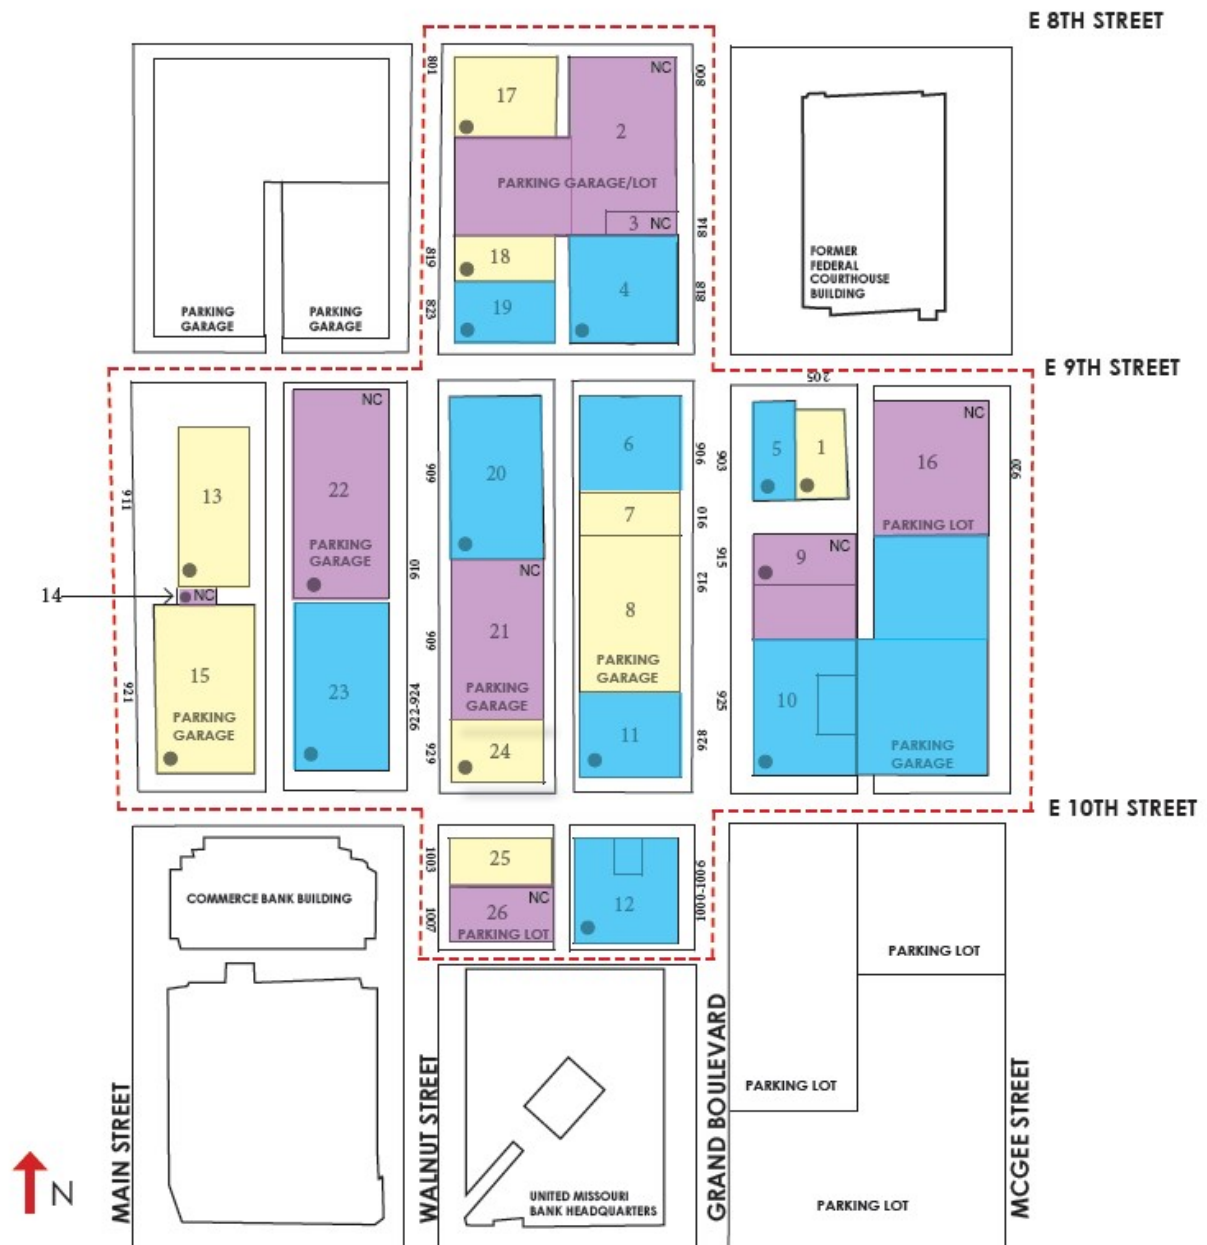 E 8TH STREET
801
17
NC
800
2
PARKING GARAGE/LOT
3 NC
814
819
18
818
4
823
19
PARKING
GARAGE
PARKING
GARAGE
FORMER
FEDERAL
COURTHOUSE
BUILDING
E 9TH STREET
205
NC
NC
911
13
22
PARKING
GARAGE
909
20
6
906
903
5
1
16
PARKING LOT
920
7
910
14
NC
916
NC
912
915
9
NC
8
PARKING
GARAGE
921
15
PARKING
GARAGE
23
922-924
909
21
PARKING
GARAGE
925
10
PARKING
GARAGE
929
24
11
928
E 10TH STREET
COMMERCE BANK BUILDING
1003
25
NC
1007
26
PARKING LOT
12
1000-1006
PARKING LOT
PARKING LOT
PARKING LOT
UNITED MISSOURI
BANK HEADQUARTERS
MAIN STREET
WALNUT STREET
GRAND BOULEVARD
MCGEE STREET
N